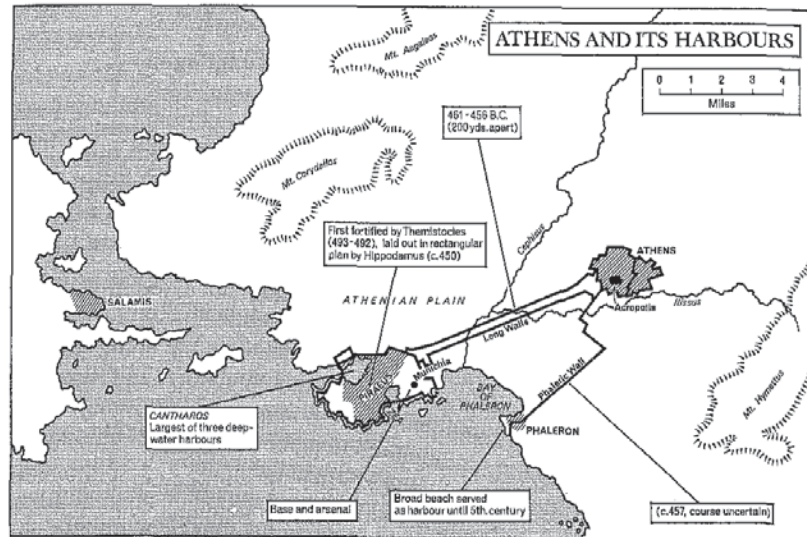 ATHENS AND ITS HARBOURS
0 1 2 3 4
Miles
Mt. Aegaleos
461-456 B.C.
(200yds. apart)
Mt. Corydallos
First fortified by Themistocles
(493-492), laid out in rectangular
plan by Hippodamus (c.450)
Cephisus
ATHENS
Acropolis
Ilissus
SALAMIS
ATHENIAN PLAIN
Long Walls
PIRAEUS
Munichia
BAY
OF
PHALERON
Phaleric Wall
Mt. Hymettus
CANTHAROS
Largest of three deep-
water harbours
PHALERON
Base and arsenal
Broad beach served
as harbour until 5th. century
(c.457, course uncertain)